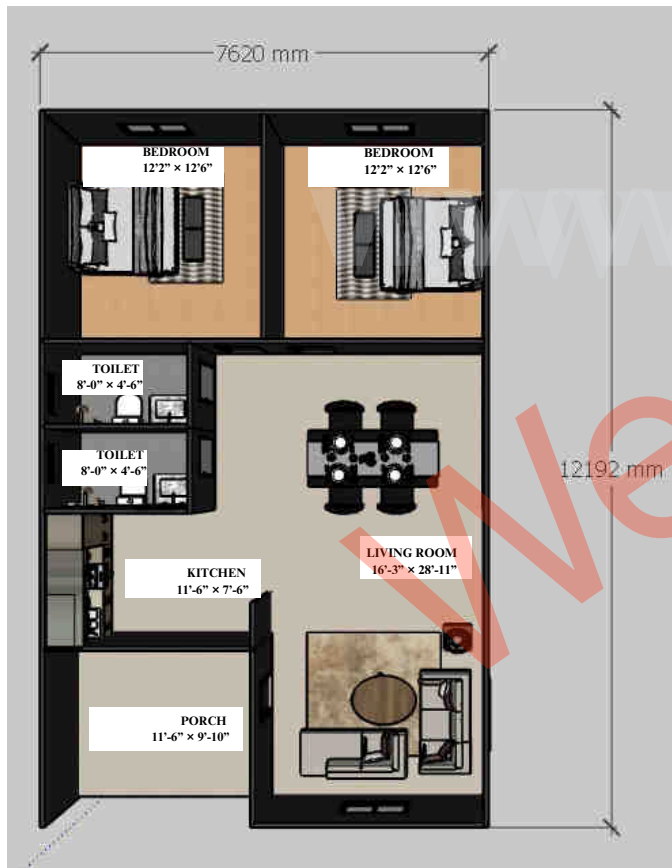 7620 mm
BEDROOM
12'2" × 12'6"
BEDROOM
12'2" × 12'6"
TOILET
8'-0" × 4'-6"
TOILET
8'-0" × 4'-6"
12192 mm
LIVING ROOM
16'-3" × 28'-11"
KITCHEN
11'-6" × 7'-6"
PORCH
11'-6" × 9'-10"
We